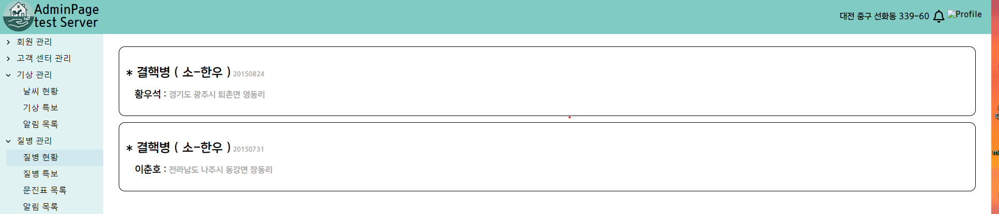 AdminPage
test Server
대전 중구 선화동 339-60
Profile
회원 관리
고객 센터 관리
기상 관리
날씨 현황
기상 특보
알림 목록
질병 관리
질병 현황
질병 특보
문진표 목록
알림 목록
* 결핵병 ( 소-한우 ) 20150824
황우석 : 경기도 광주시 퇴촌면 영동리
* 결핵병 ( 소-한우 ) 20150731
이춘호 : 전라남도 나주시 동강면 장동리